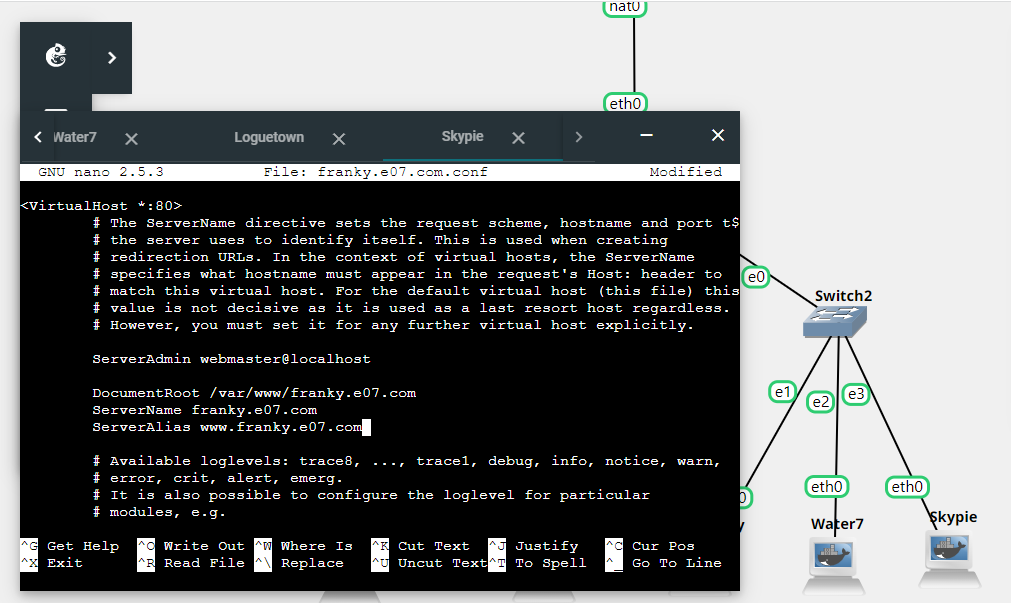 nat0
eth0
Water7
Loguetown
Skypie
GNU nano 2.5.3 File: franky.e07.com.conf Modified
<VirtualHost *:80>
# The ServerName directive sets the request scheme, hostname and port t$
# the server uses to identify itself. This is used when creating
# redirection URLs. In the context of virtual hosts, the ServerName
# specifies what hostname must appear in the request's Host: header to
# match this virtual host. For the default virtual host (this file) this
# value is not decisive as it is used as a last resort host regardless.
# However, you must set it for any further virtual host explicitly.
ServerAdmin webmaster@localhost
DocumentRoot /var/www/franky.e07.com
ServerName franky.e07.com
ServerAlias www.franky.e07.com
# Available loglevels: trace8, ..., trace1, debug, info, notice, warn,
# error, crit, alert, emerg.
# It is also possible to configure the loglevel for particular
# modules, e.g.
^G Get Help ^O Write Out ^W Where Is ^K Cut Text ^J Justify ^C Cur Pos
^X Exit ^R Read File ^\ Replace ^U Uncut Text ^T To Spell ^_ Go To Line
e0
Switch2
e1
e2
e3
eth0
eth0
Water7
Skypie